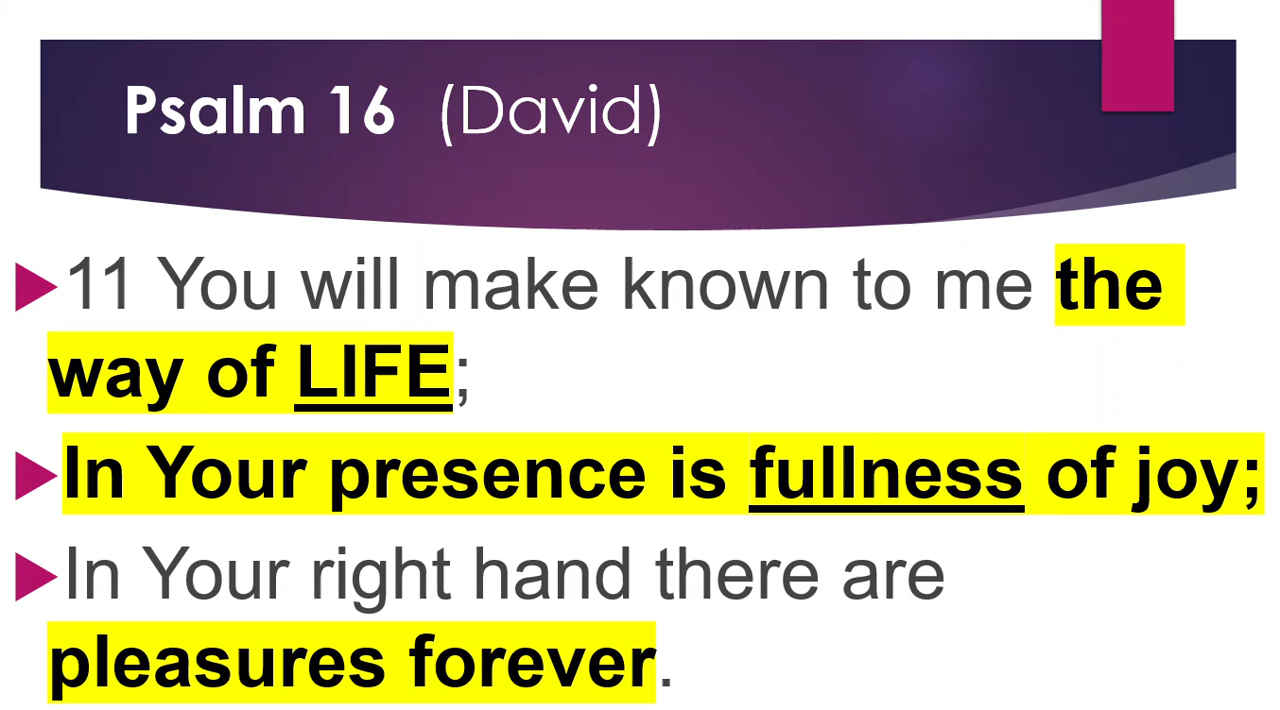 Psalm 16 (David)
11 You will make known to me the
way of LIFE;
In Your presence is fullness of joy;
In Your right hand there are
pleasures forever.